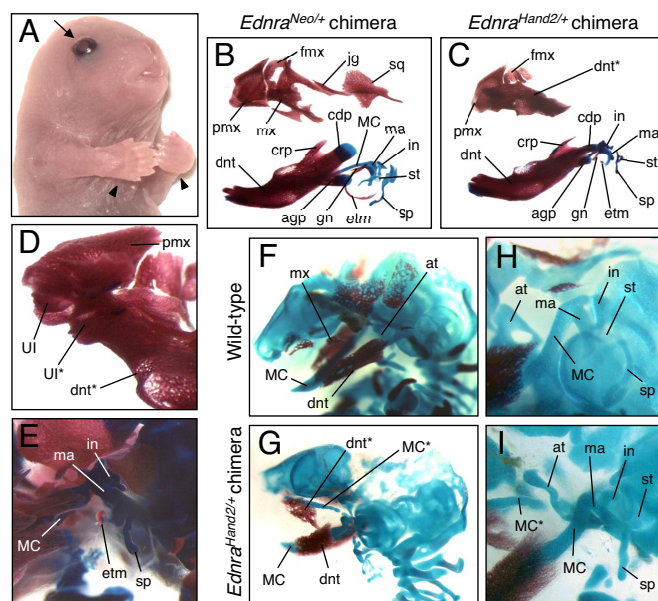 Ednra^Neo/+ chimera
Ednra^Hand2/+ chimera
A
B
fmx
jg
sq
pmx
mx
cdp
MC
ma
in
crp
dnt
st
agp
gn
etm
sp
C
fmx
dnt*
pmx
cdp
in
ma
crp
dnt
st
agp
gn
etm
sp
D
pmx
UI
UI*
dnt*
E
in
ma
MC
etm
sp
Wild-type
F
mx
at
MC
dnt
H
in
at
ma
st
MC
sp
Ednra^Hand2/+ chimera
G
dnt*
MC*
MC
dnt
I
at
ma
in
st
MC*
MC
sp